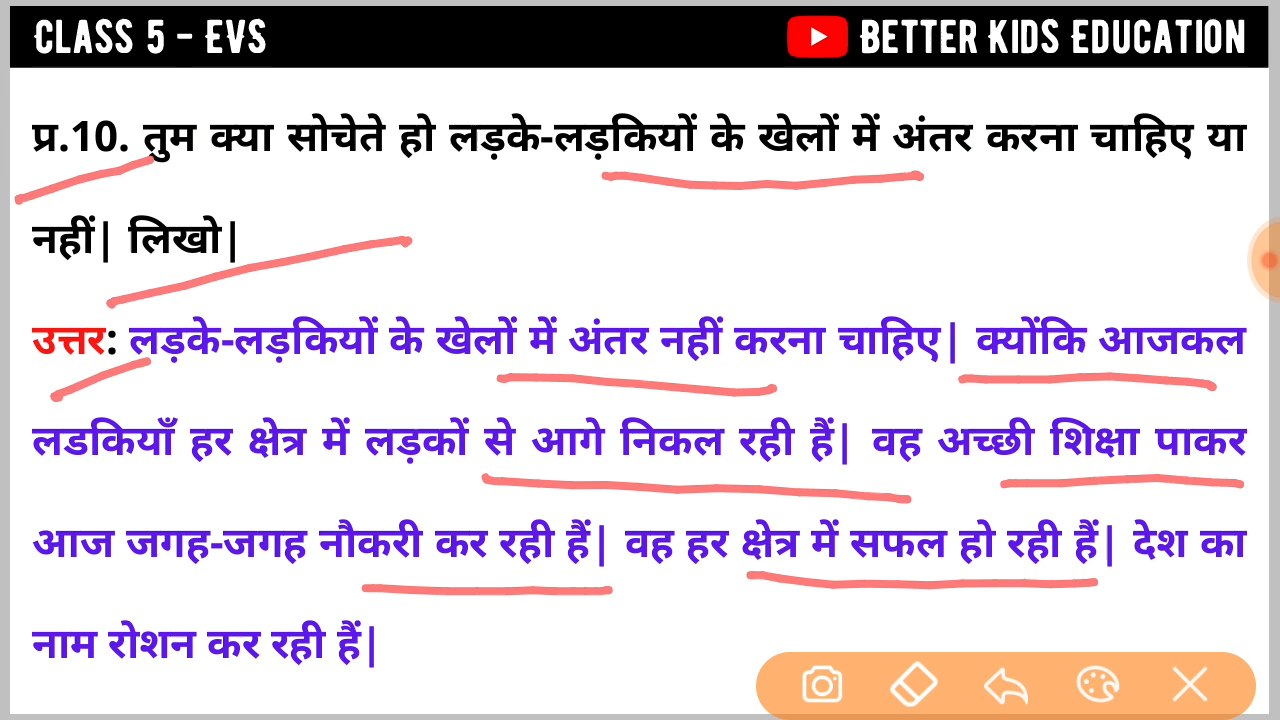 CLASS 5 - EVS
BETTER KIDS EDUCATION
प्र.10. तुम क्या सोचेते हो लड़के-लड़कियों के खेलों में अंतर करना चाहिए या
नहीं| लिखो|
उत्तर: लड़के-लड़कियों के खेलों में अंतर नहीं करना चाहिए| क्योंकि आजकल
लडकियाँ हर क्षेत्र में लड़कों से आगे निकल रही हैं| वह अच्छी शिक्षा पाकर
आज जगह-जगह नौकरी कर रही हैं| वह हर क्षेत्र में सफल हो रही हैं| देश का
नाम रोशन कर रही हैं|